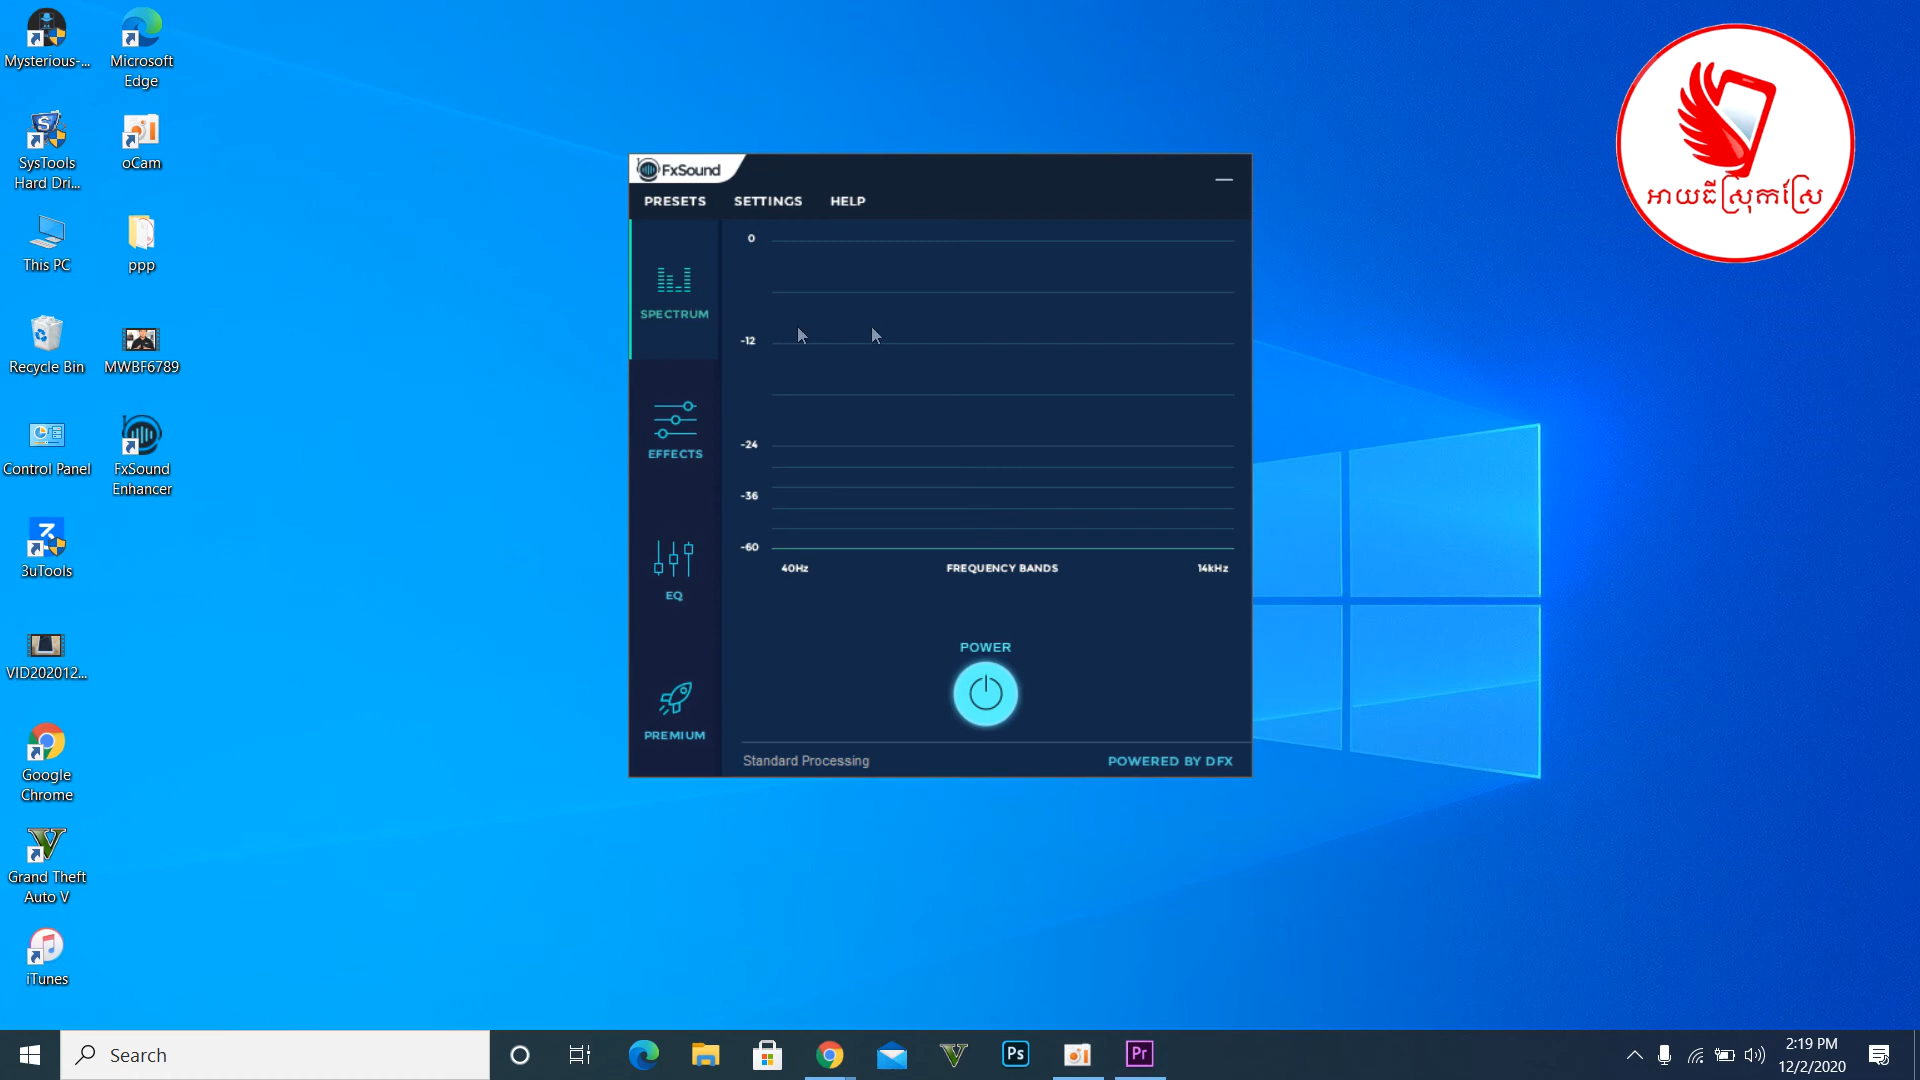 Mysterious-...
Microsoft
Edge
SysTools
Hard Dri...
oCam
This PC
ppp
Recycle Bin
MWBF6789
Control Panel
FxSound
Enhancer
3uTools
VID202012...
Google
Chrome
Grand Theft
Auto V
iTunes
FxSound
PRESETS SETTINGS HELP
SPECTRUM
EFFECTS
EQ
PREMIUM
0
-12
-24
-36
-60
40Hz FREQUENCY BANDS 14kHz
POWER
Standard Processing POWERED BY DFX
អាយធីស្រុកស្រែ
Search
Ps
Pr
2:19 PM
12/2/2020